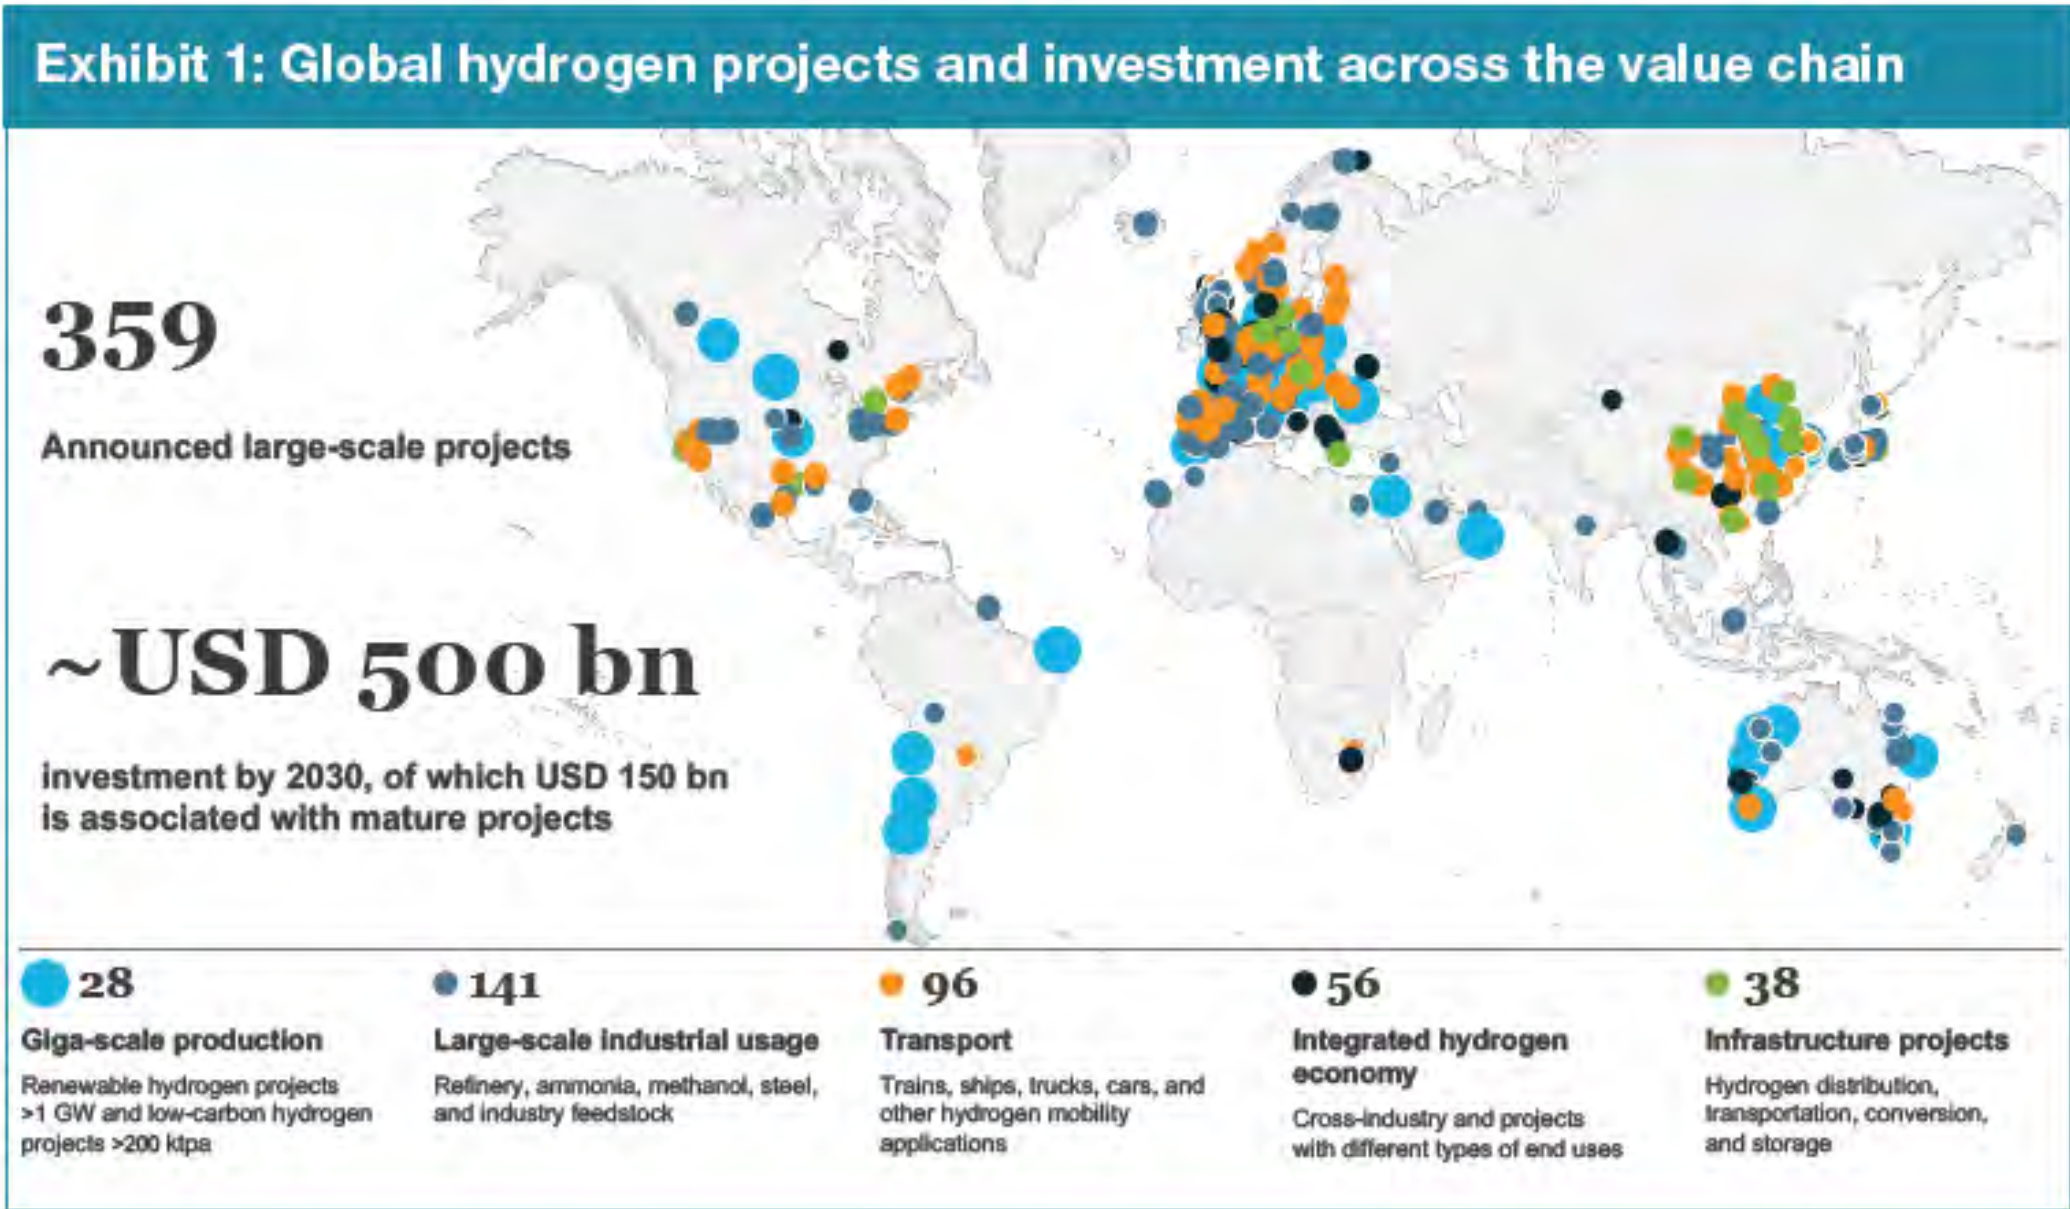 Exhibit 1: Global hydrogen projects and investment across the value chain
359
Announced large-scale projects
~USD 500 bn
investment by 2030, of which USD 150 bn
is associated with mature projects
28
Giga-scale production
Renewable hydrogen projects
>1 GW and low-carbon hydrogen
projects >200 ktpa
141
Large-scale industrial usage
Refinery, ammonia, methanol, steel,
and industry feedstock
96
Transport
Trains, ships, trucks, cars, and
other hydrogen mobility
applications
56
Integrated hydrogen
economy
Cross-industry and projects
with different types of end uses
38
Infrastructure projects
Hydrogen distribution,
transportation, conversion,
and storage